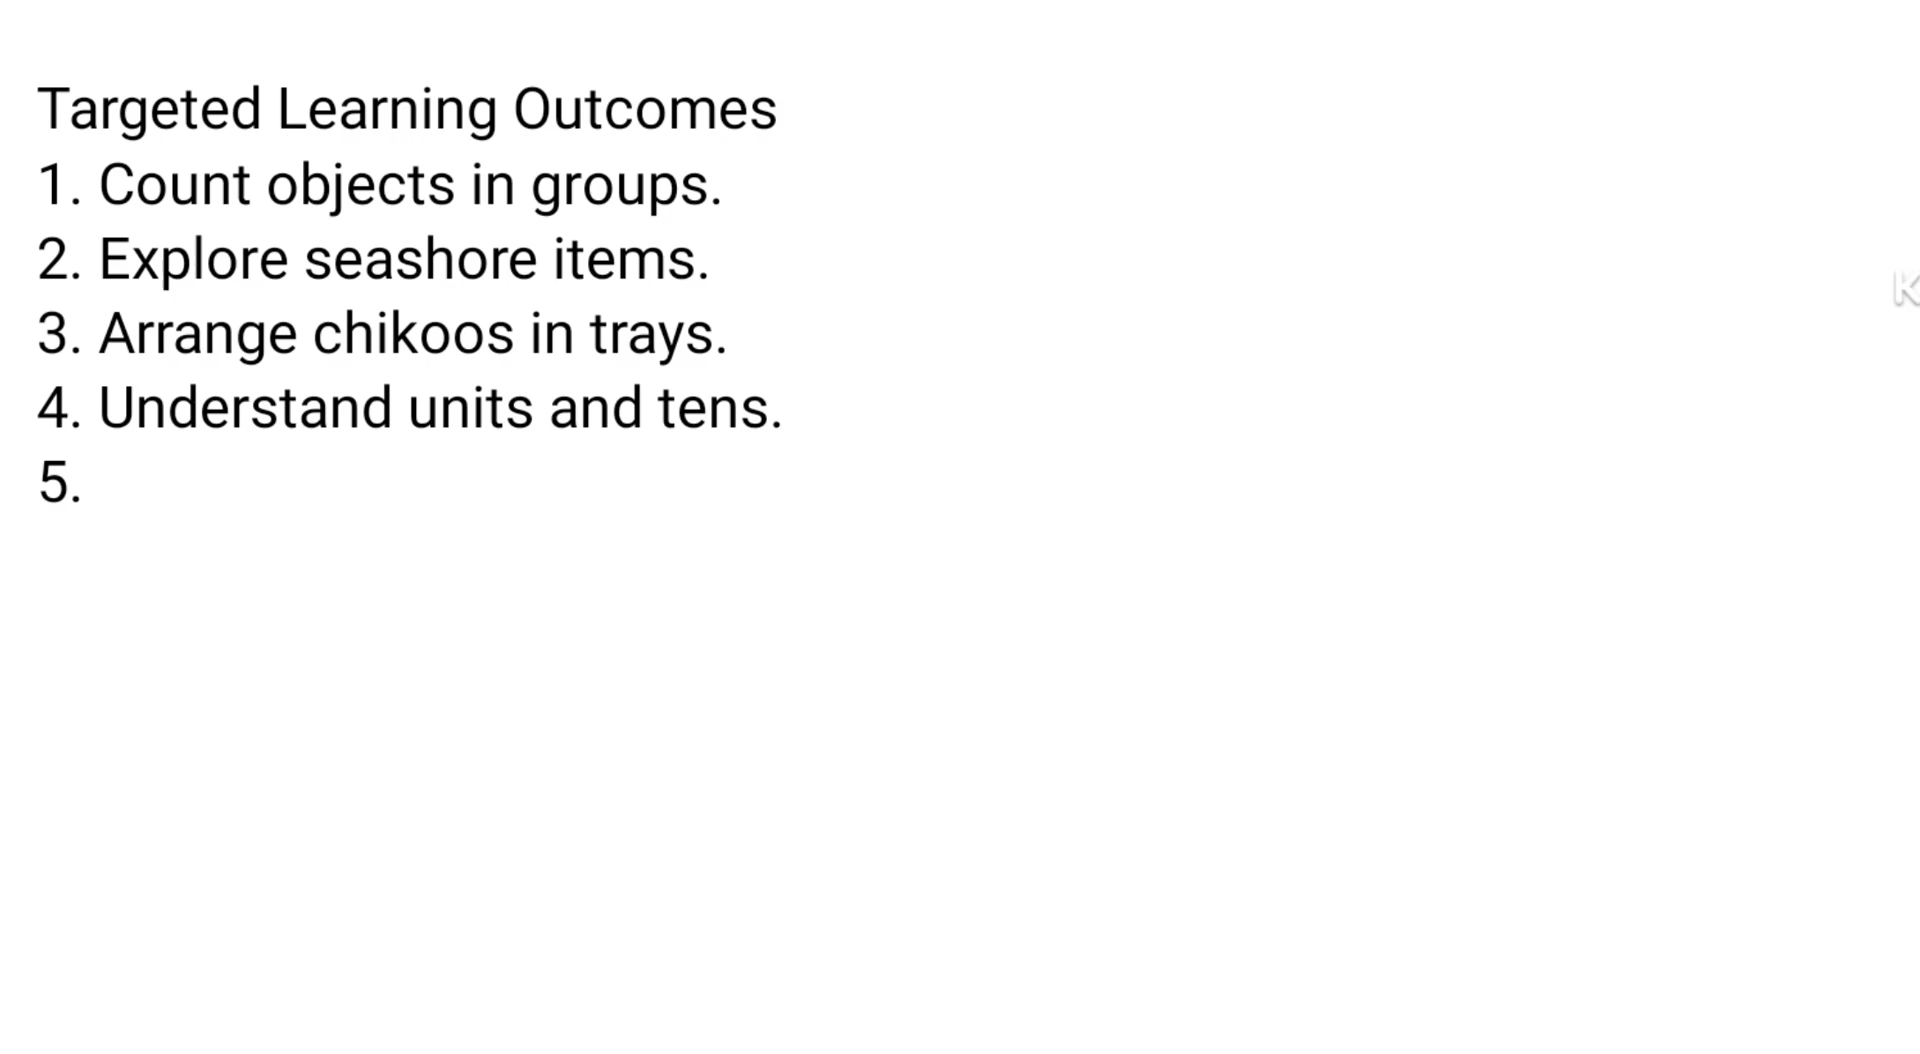 Targeted Learning Outcomes
1. Count objects in groups.
2. Explore seashore items.
3. Arrange chikoos in trays.
4. Understand units and tens.
5.
K